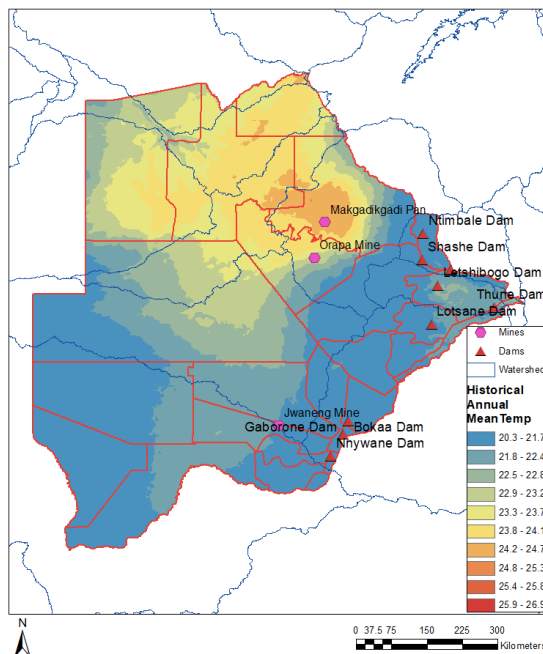 Makgadikgadi Pan
Ntimbale Dam
Orapa Mine
Shashe Dam
Letshibogo Dam
Thune Dam
Lotsane Dam
Mines
Dams
Watershed
Historical
Annual
MeanTemp
20.3 - 21.7
21.8 - 22.4
22.5 - 22.8
22.9 - 23.2
23.3 - 23.7
23.8 - 24.1
24.2 - 24.7
24.8 - 25.3
25.4 - 25.8
25.9 - 26.9
Jwaneng Mine
Gaborone Dam
Bokaa Dam
Nhywane Dam
N
0 37.5 75 150 225 300
Kilometers